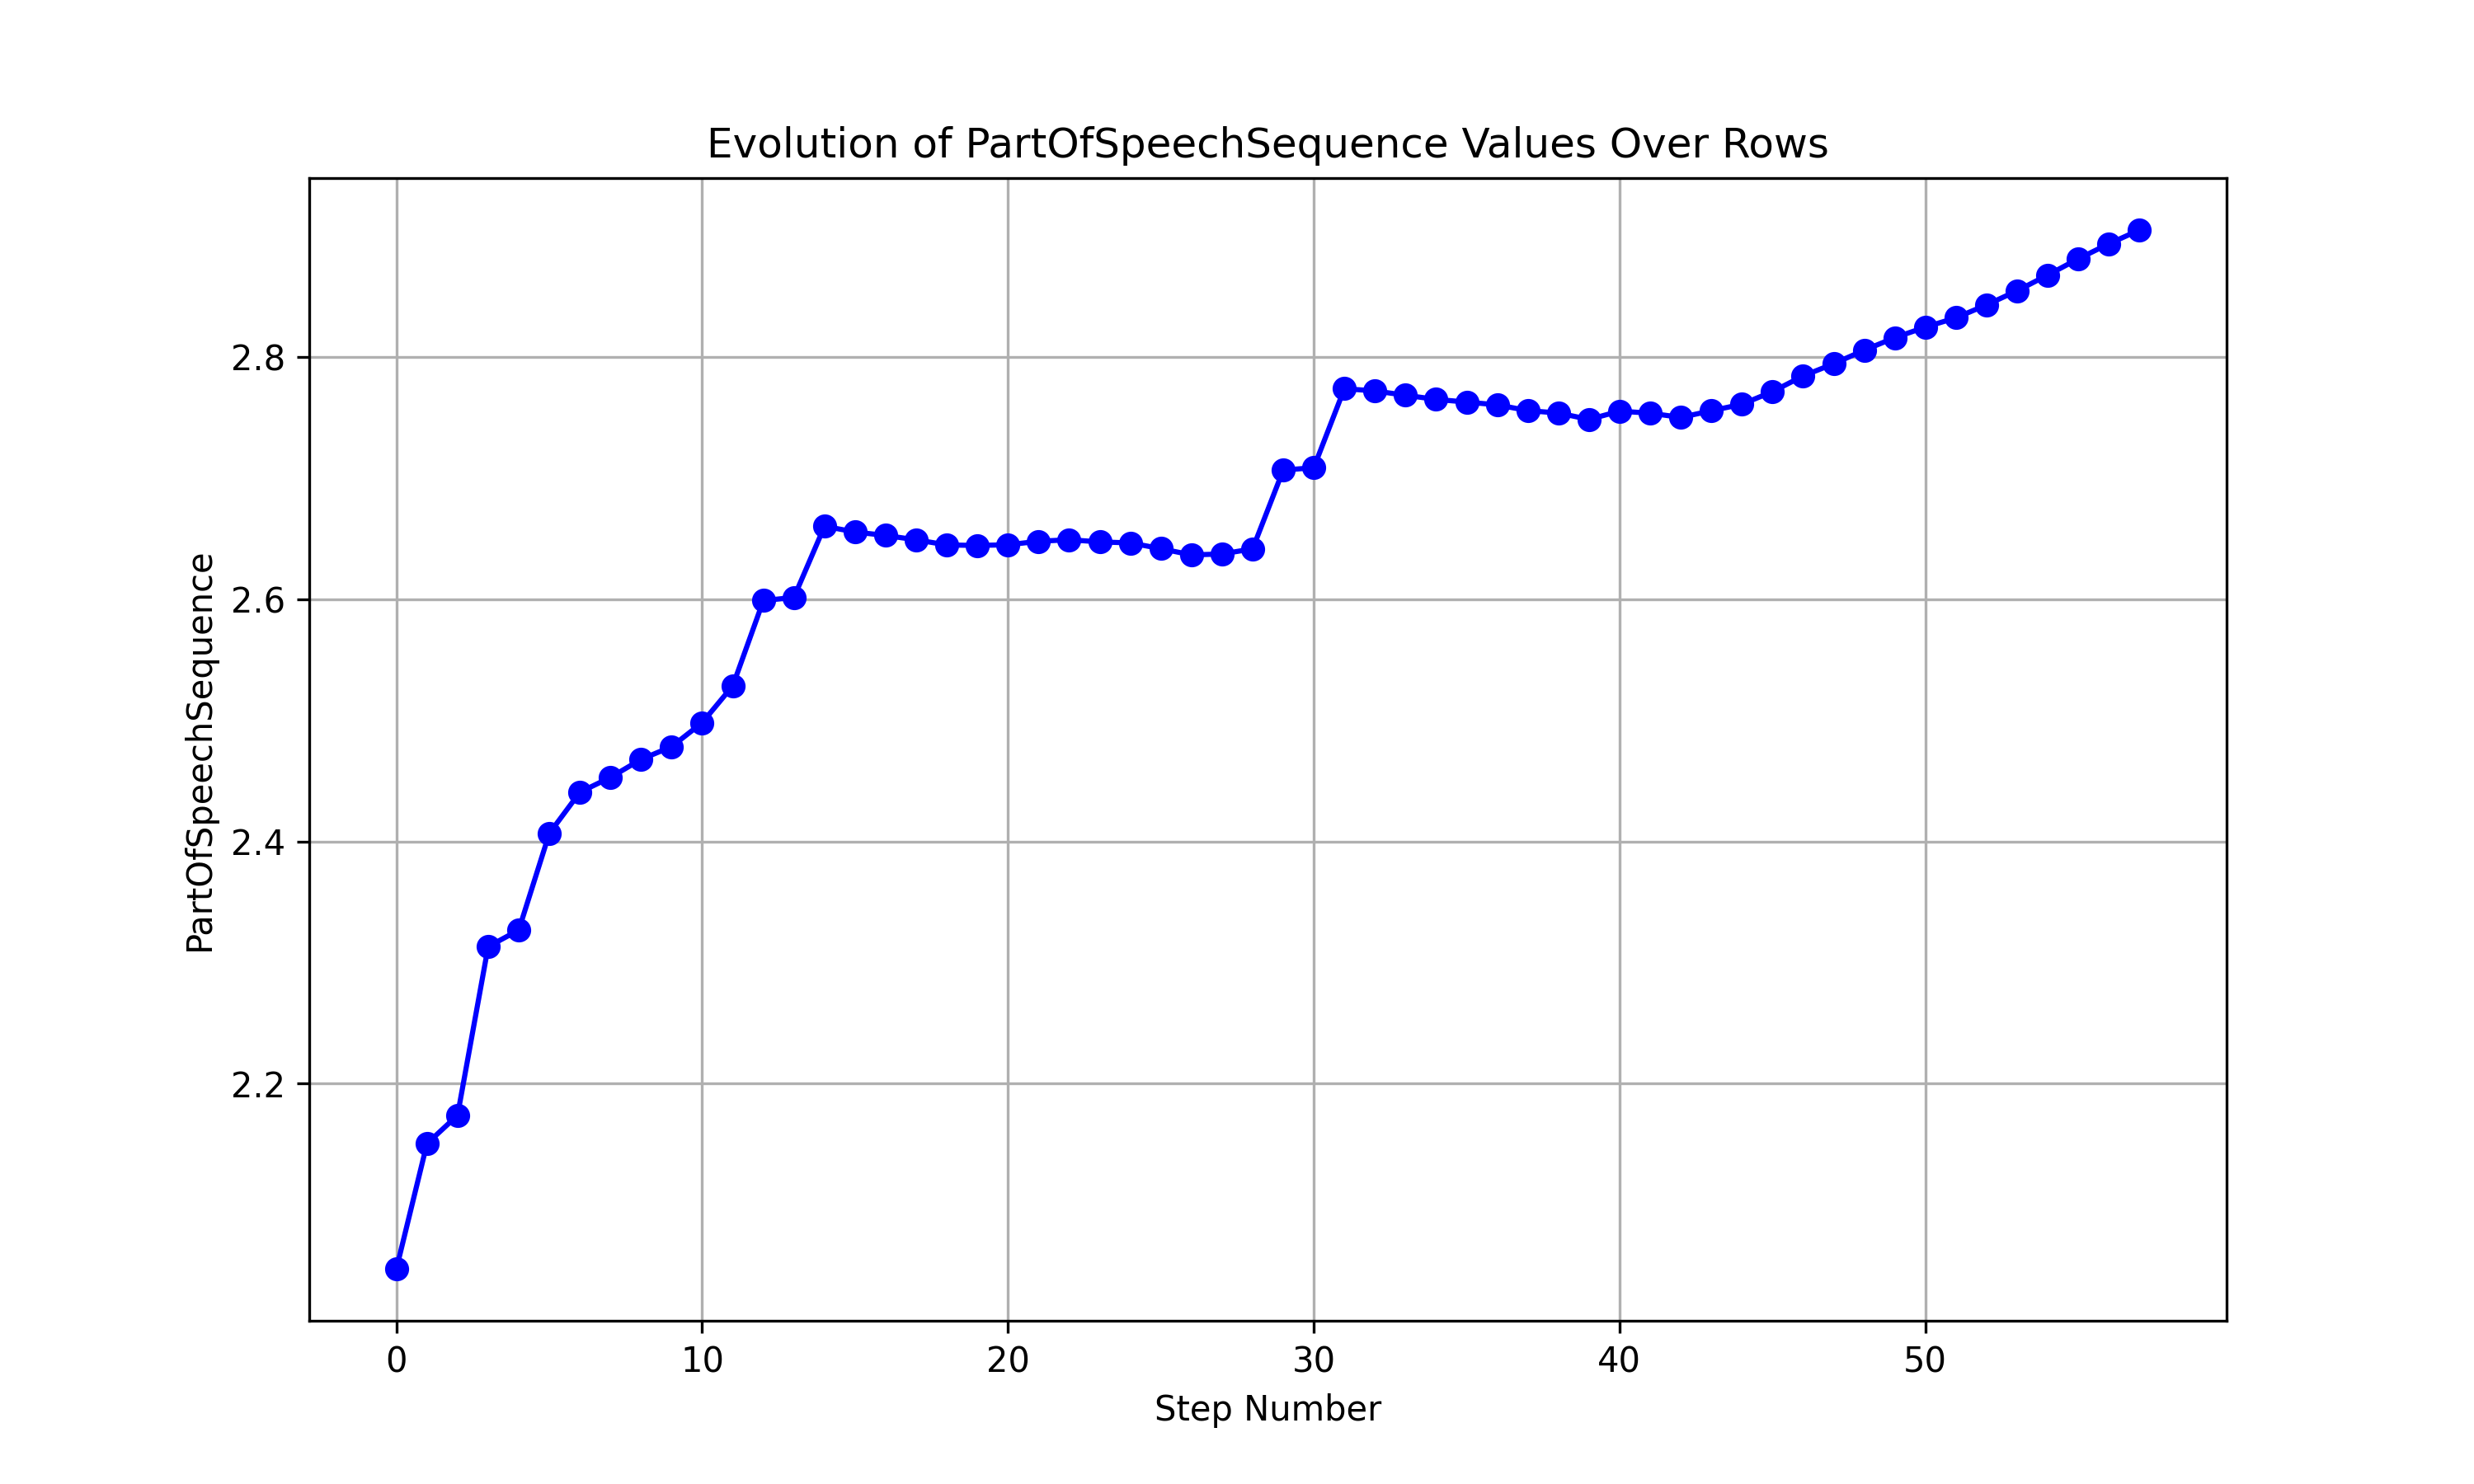 Evolution of PartOfSpeechSequence Values Over Rows
PartOfSpeechSequence
2.8
2.6
2.4
2.2
0 10 20 30 40 50
Step Number